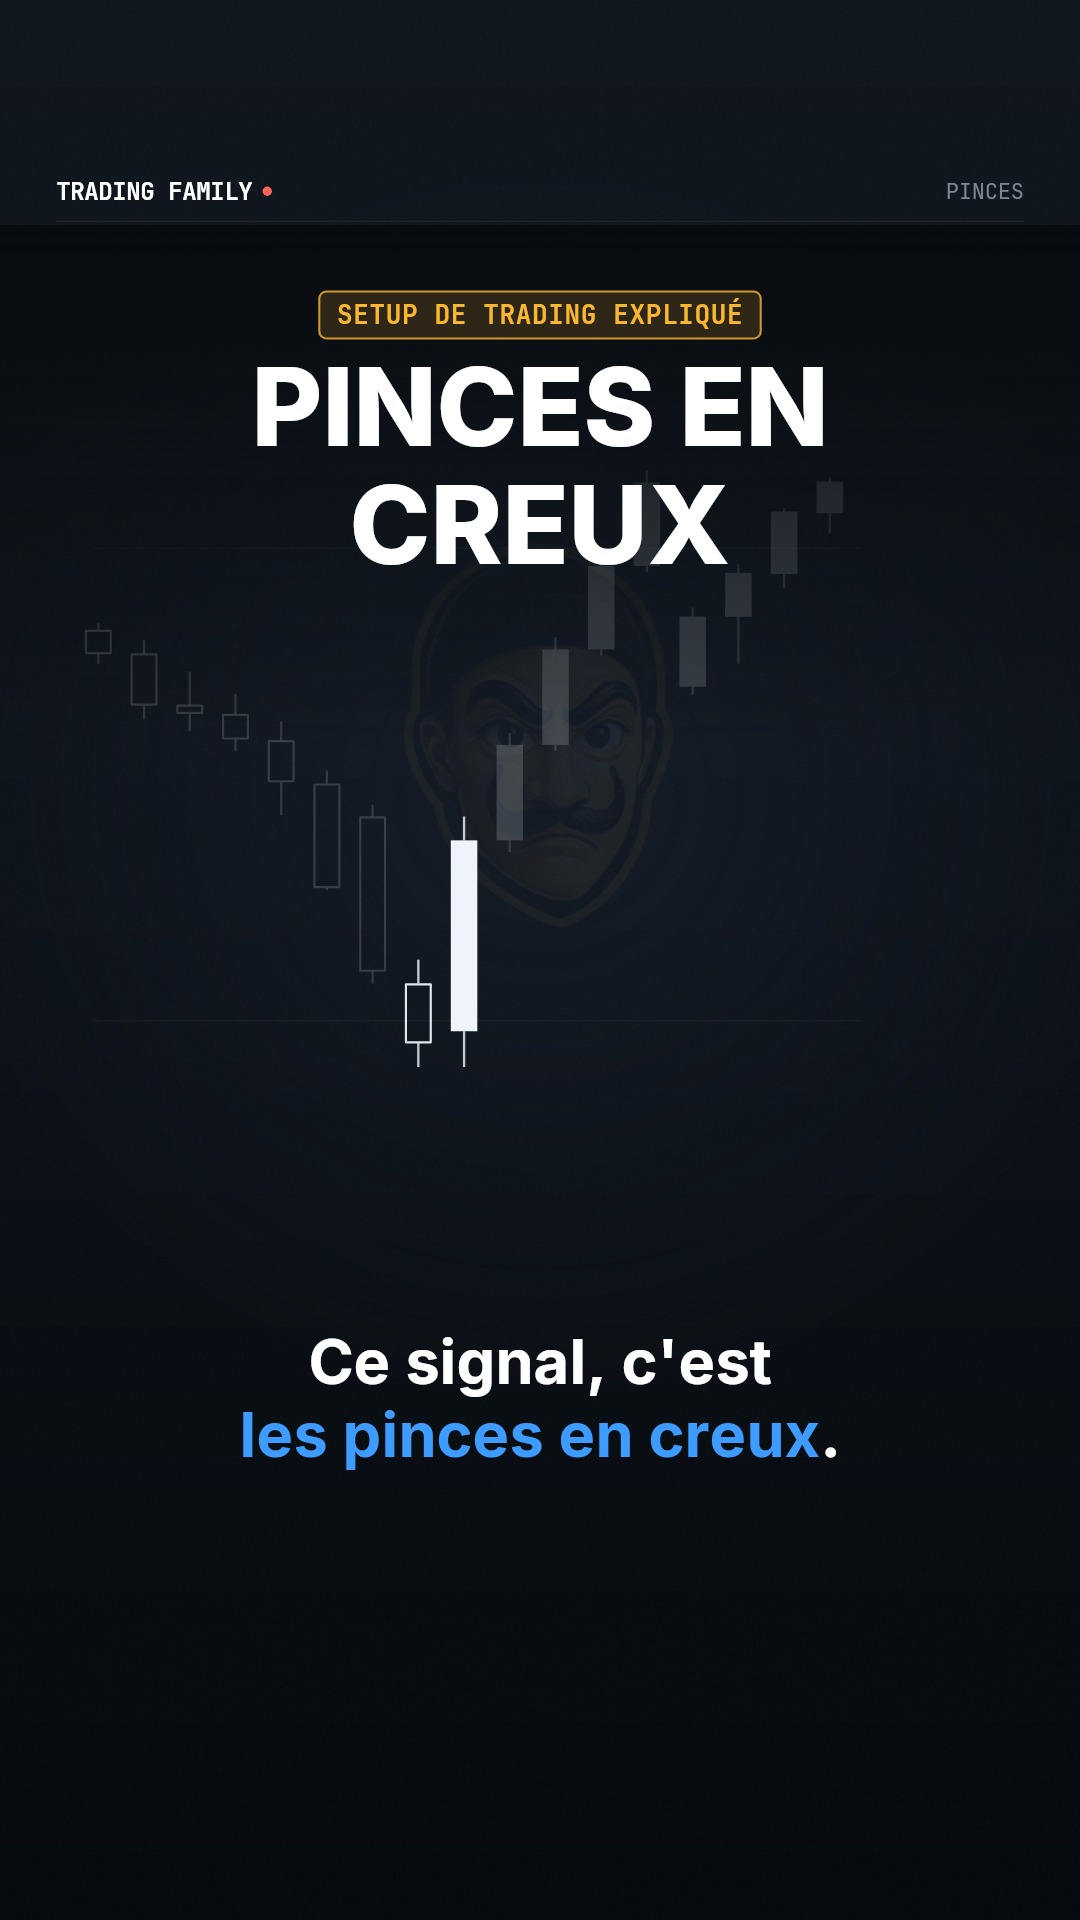 TRADING FAMILY
PINCES
SETUP DE TRADING EXPLIQUÉ
PINCES EN
CREUX
Ce signal, c'est
les pinces en creux.